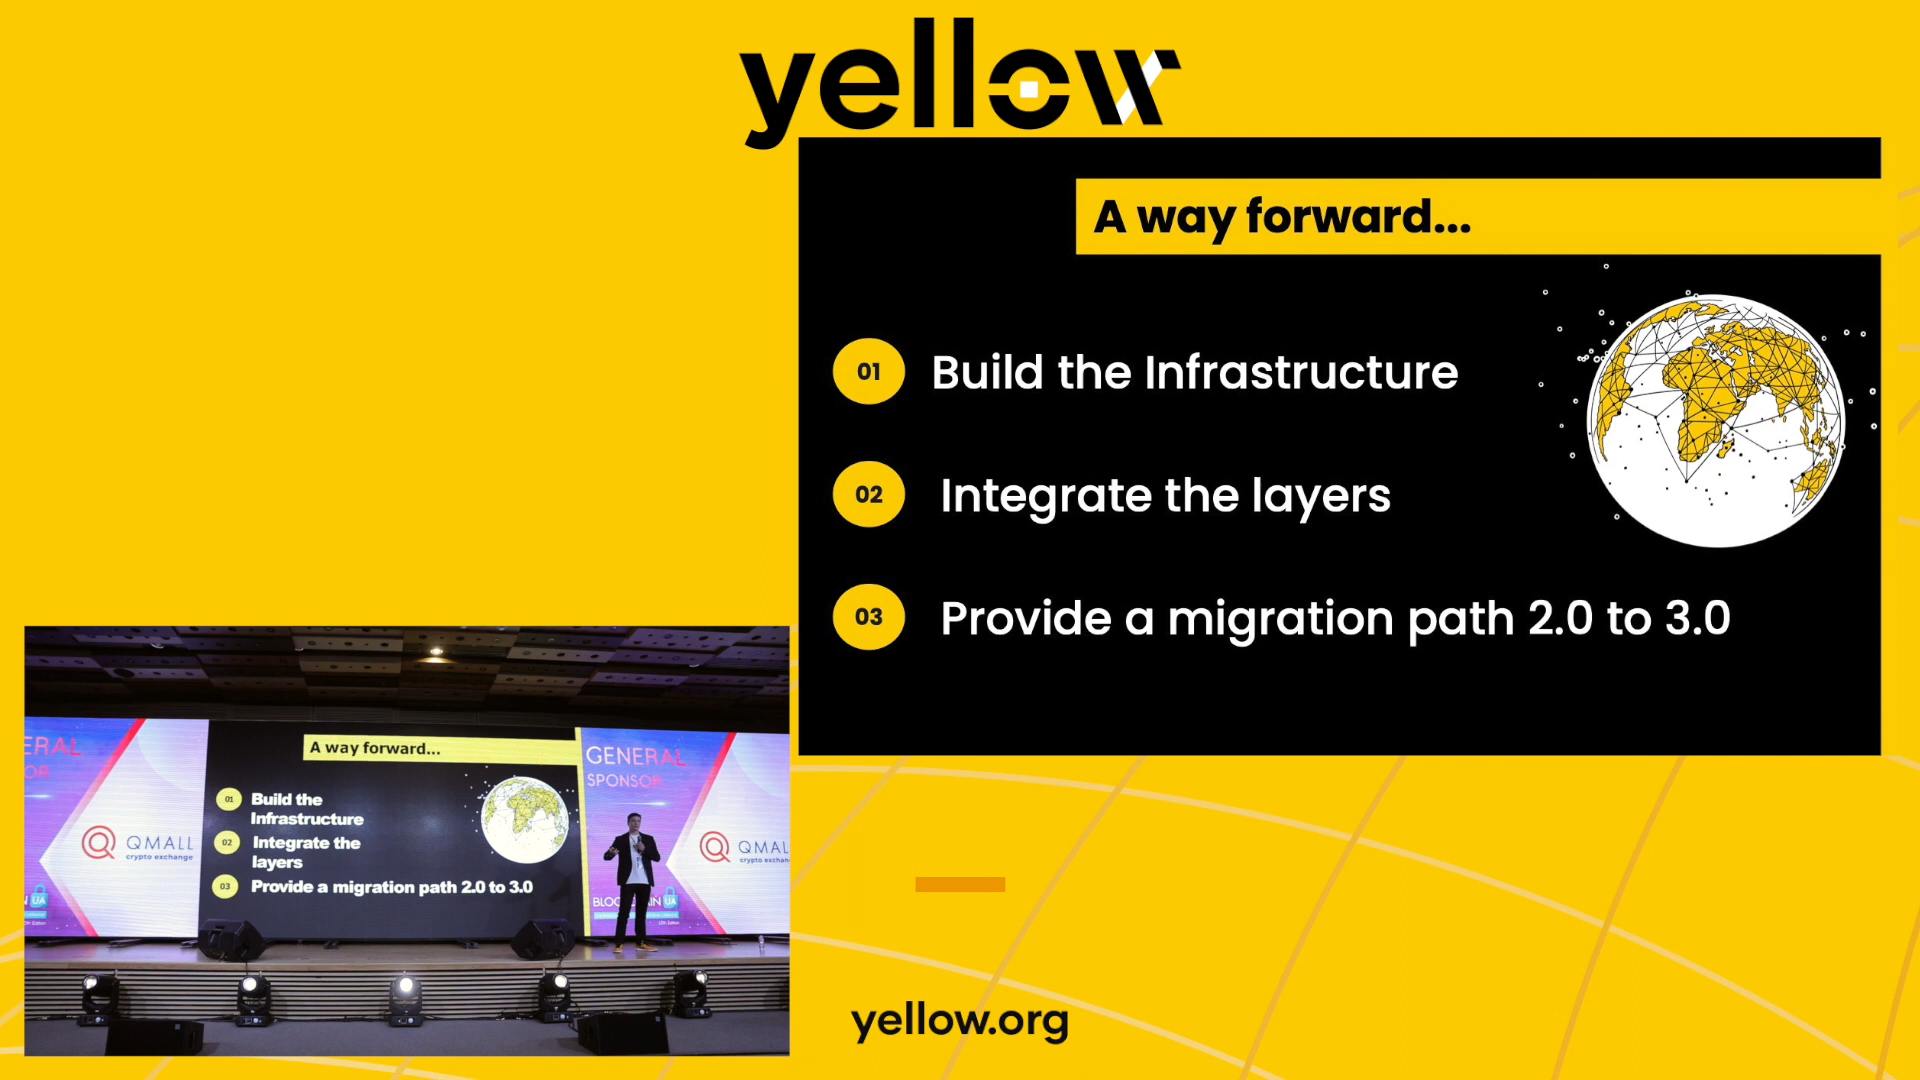 yellow
A way forward...
01 Build the Infrastructure
02 Integrate the layers
03 Provide a migration path 2.0 to 3.0
A way forward...
01 Build the
Infrastructure
02 Integrate the
layers
03 Provide a migration path 2.0 to 3.0
QMALL
crypto exchange
GENERAL
SPONSOR
UA
yellow.org